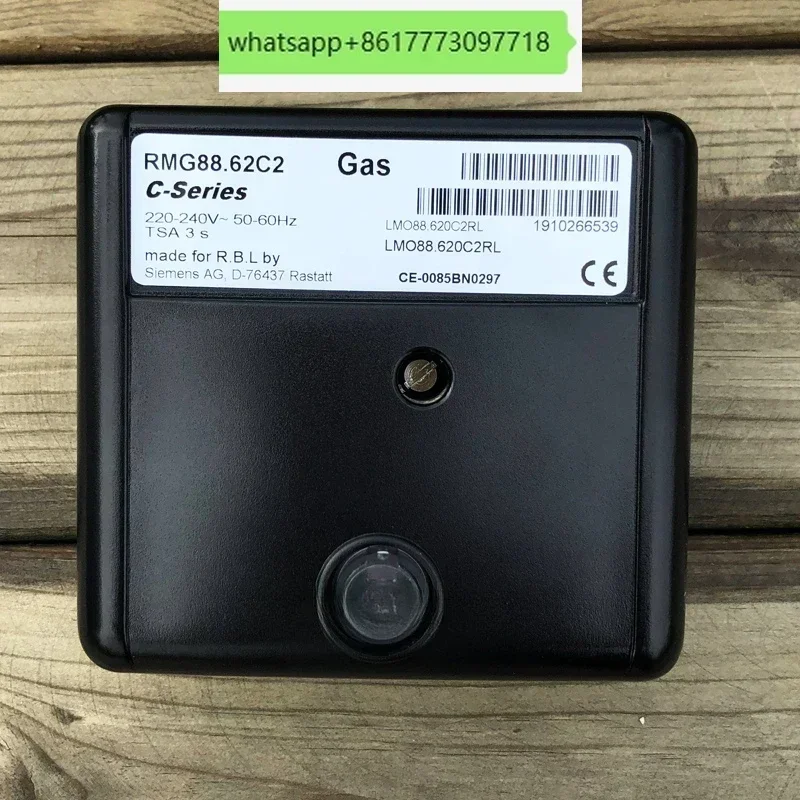 whatsapp+8617773097718
RMG88.62C2 Gas
C-Series
220-240V~ 50-60Hz
LMO88.620C2RL 1910266539
TSA 3 s
LMO88.620C2RL
made for R.B.L by
Siemens AG, D-76437 Rastatt
CE-0085BN0297
CE